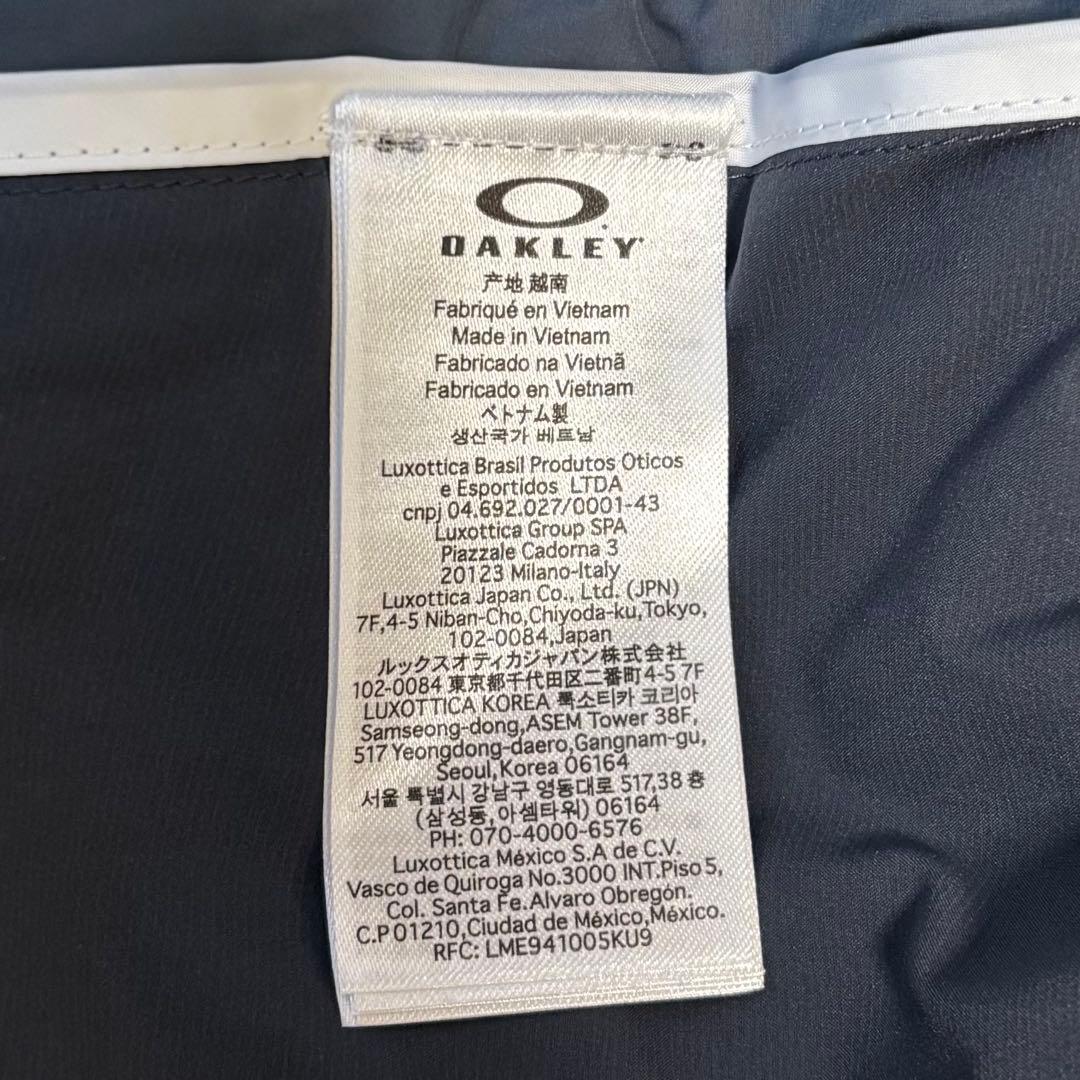 OAKLEY
产地 越南
Fabriqué en Vietnam
Made in Vietnam
Fabricado na Vietnã
Fabricado en Vietnam
ベトナム製
생산국가 베트남
Luxottica Brasil Produtos Oticos
e Esportidos LTDA
cnpj 04.692.027/0001-43
Luxottica Group SPA
Piazzale Cadorna 3
20123 Milano-Italy
Luxottica Japan Co., Ltd. (JPN)
7F,4-5 Niban-Cho,Chiyoda-ku,Tokyo,
102-0084,Japan
ルックスオティカジャパン株式会社
102-0084 東京都千代田区二番町4-5 7F
LUXOTTICA KOREA 룩소티카 코리아
Samseong-dong,ASEM Tower 38F,
517 Yeongdong-daero,Gangnam-gu,
Seoul,Korea 06164
서울 특별시 강남구 영동대로 517,38 층
(삼성동,아셈타워) 06164
PH: 070-4000-6576
Luxottica México S.A de C.V.
Vasco de Quiroga No.3000 INT.Piso 5,
Col. Santa Fe.Alvaro Obregón.
C.P 01210,Ciudad de México,México.
RFC: LME941005KU9